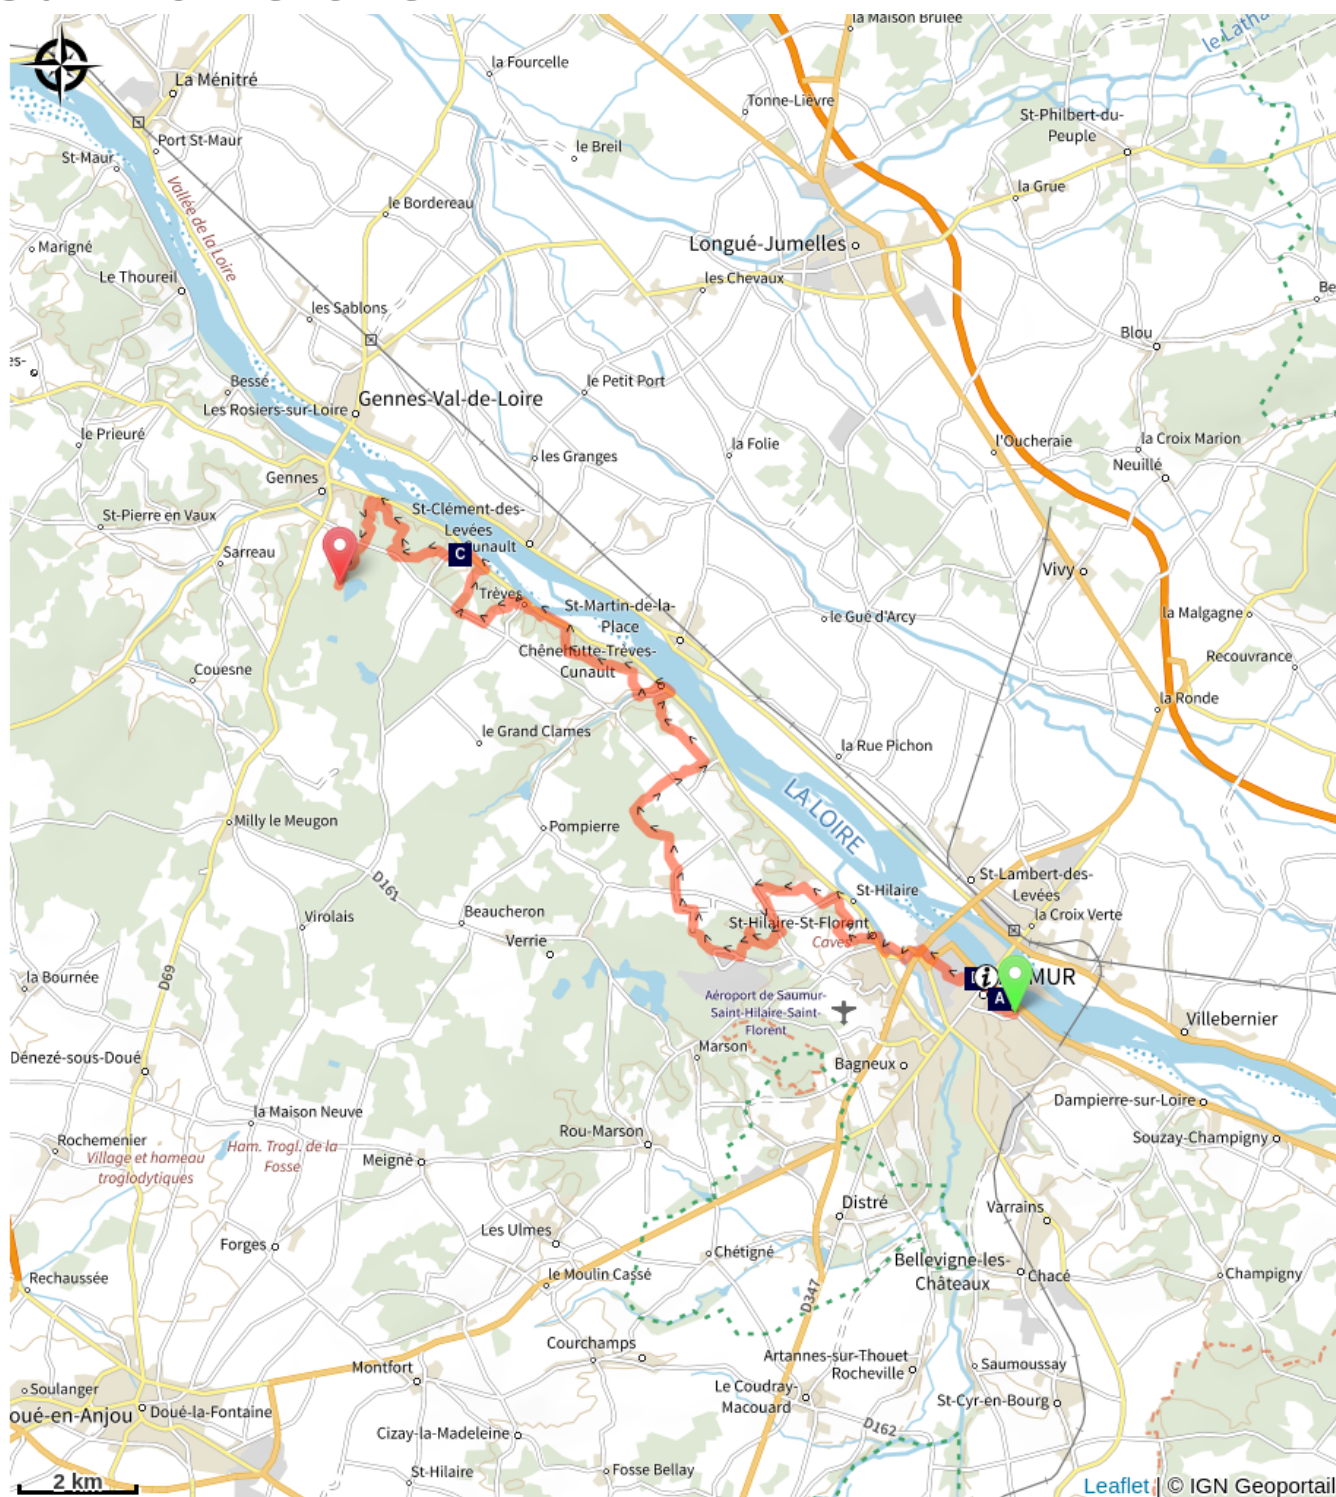 la Maison Brûlée
le Latha
la Fourcelle
La Ménitré
Tonne-Lièvre
St-Philbert-du-
Peuple
Port St-Maur
le Breil
St-Maur
la Grue
Vallée de la Loire
le Bordereau
Marigné
Longué-Jumelles
Le Thoureil
les Chevaux
Be
les Sablons
Blou
es-
Bessé
le Petit Port
Gennes-Val-de-Loire
Les Rosiers-sur-Loire
le Prieuré
la Folie
l'Oucheraie
la Croix Marion
les Granges
Neuillé
Gennes
St-Pierre en Vaux
St-Clément-des-
Levées
Sarreau
C
unault
Vivy
Trèves
St-Martin-de-la-
Place
le Gué d'Arcy
la Malgagne
Chênehutte-Trèves-
Cunault
Recouvrance
Couesne
la Ronde
le Grand Clames
la Rue Pichon
LA LOIRE
Milly le Meugon
Pompierre
D161
St-Hilaire
St-Lambert-des-
Levées
Virolais
Beaucheron
St-Hilaire-St-Florent
la Croix Verte
Verrie
Caves
D69
la Bournée
i
MUR
A
Aéroport de Saumur-
Saint-Hilaire-Saint-
Florent
Villebernier
Marson
Dénezé-sous-Doué
Bagneux
Dampierre-sur-Loire
la Maison Neuve
Rochemenier
Rou-Marson
Souzay-Champigny
Village et hameau
troglodytiques
Ham. Trogl. de la
Fosse
Meigné
Distré
Varrains
Les Ulmes
Forges
Chétigné
Bellevigne-les-
Châteaux
Chacé
Champigny
Rechaussée
le Moulin Cassé
D347
Courchamps
Artannes-sur-Thouet
Rocheville
Saumoussay
Montfort
Soulanger
Le Coudray-
Macouard
St-Cyr-en-Bourg
oué-en-Anjou
Doué-la-Fontaine
D162
Cizay-la-Madeleine
St-Hilaire
Fosse Bellay
2 km
Leaflet | © IGN Geoportail